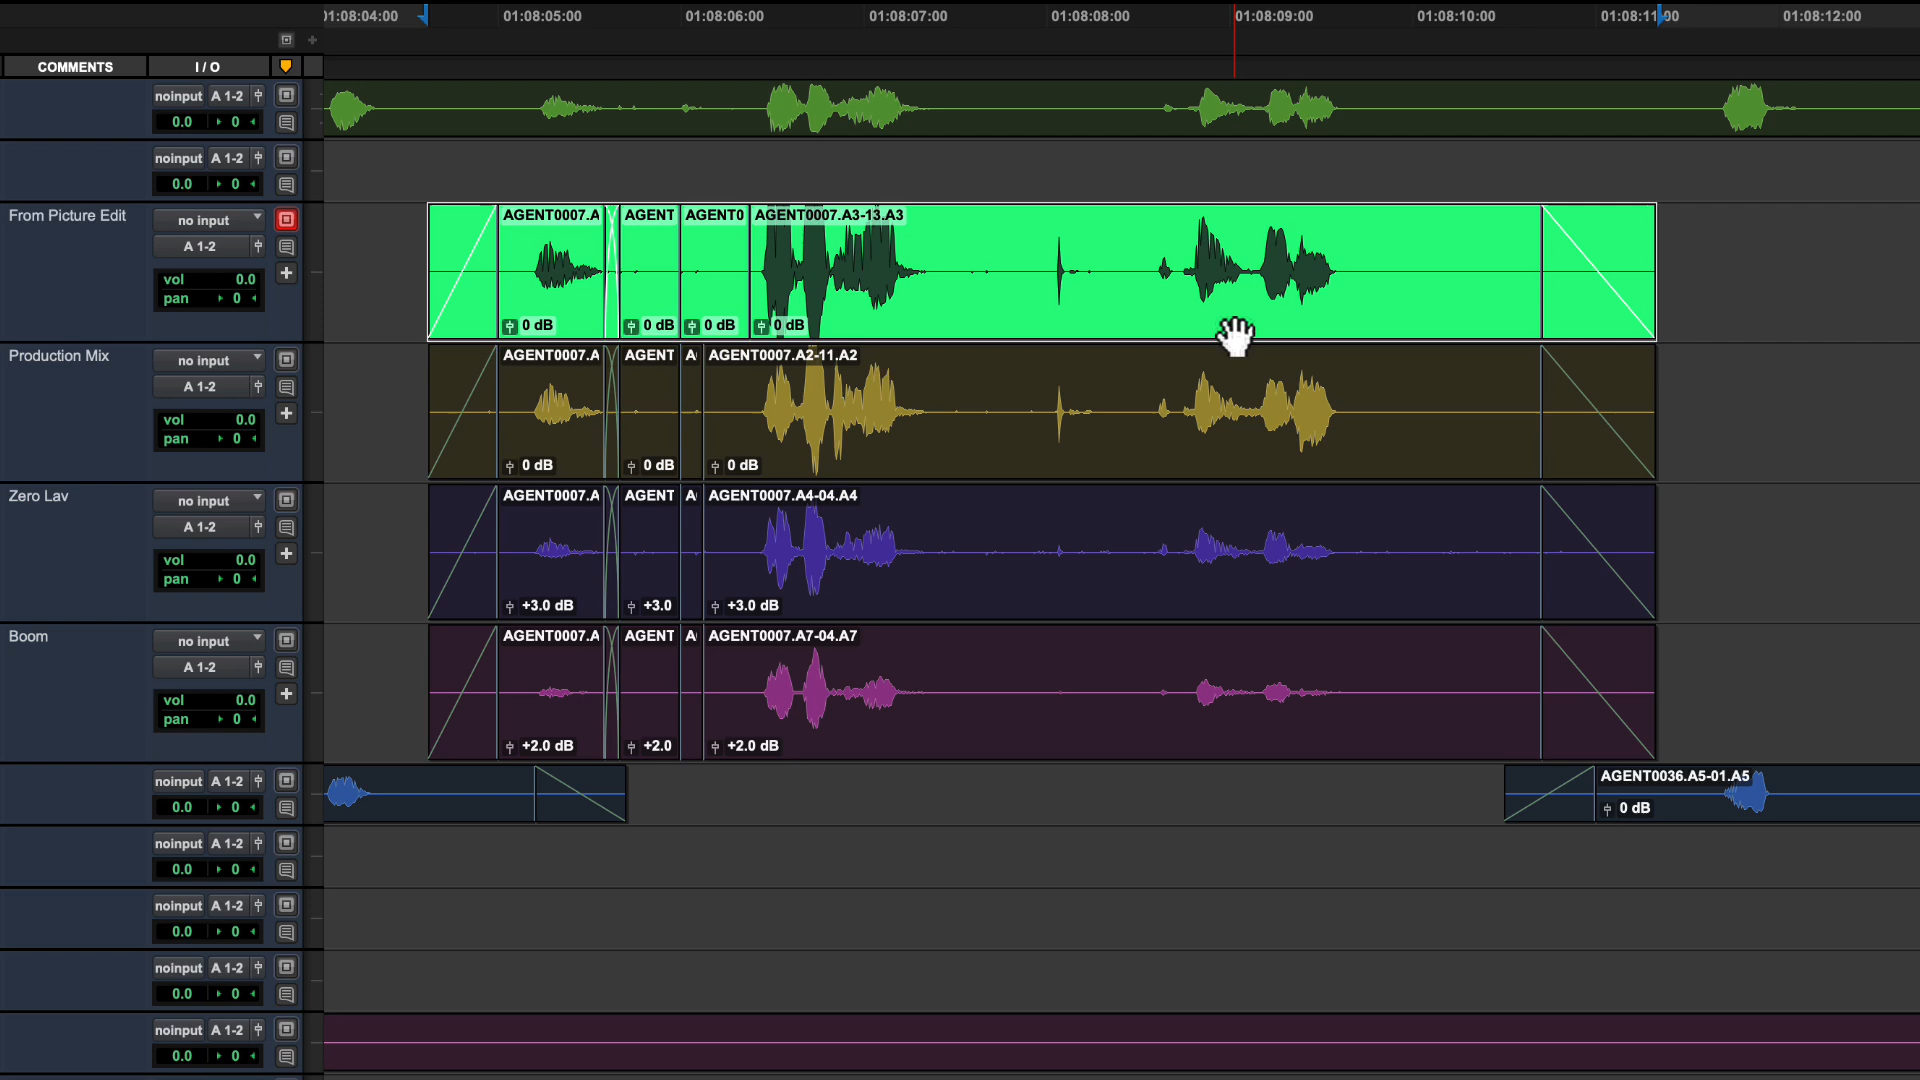 01:08:04:00 01:08:05:00 01:08:06:00 01:08:07:00 01:08:08:00 01:08:09:00 01:08:10:00 01:08:11:00 01:08:12:00
COMMENTS I / O
noinput A 1-2
0.0 0
noinput A 1-2
0.0 0
From Picture Edit no input
A 1-2
vol 0.0
pan 0
AGENT0007.A AGENT AGENT0 AGENT0007.A3-13.A3
0 dB 0 dB 0 dB 0 dB
Production Mix no input
A 1-2
vol 0.0
pan 0
AGENT0007.A AGENT A AGENT0007.A2-11.A2
0 dB 0 dB 0 dB
Zero Lav no input
A 1-2
vol 0.0
pan 0
AGENT0007.A AGENT A AGENT0007.A4-04.A4
+3.0 dB +3.0 +3.0 dB
Boom no input
A 1-2
vol 0.0
pan 0
AGENT0007.A AGENT A AGENT0007.A7-04.A7
+2.0 dB +2.0 +2.0 dB
noinput A 1-2
0.0 0
AGENT0036.A5-01.A5
0 dB
noinput A 1-2
0.0 0
noinput A 1-2
0.0 0
noinput A 1-2
0.0 0
noinput A 1-2
0.0 0